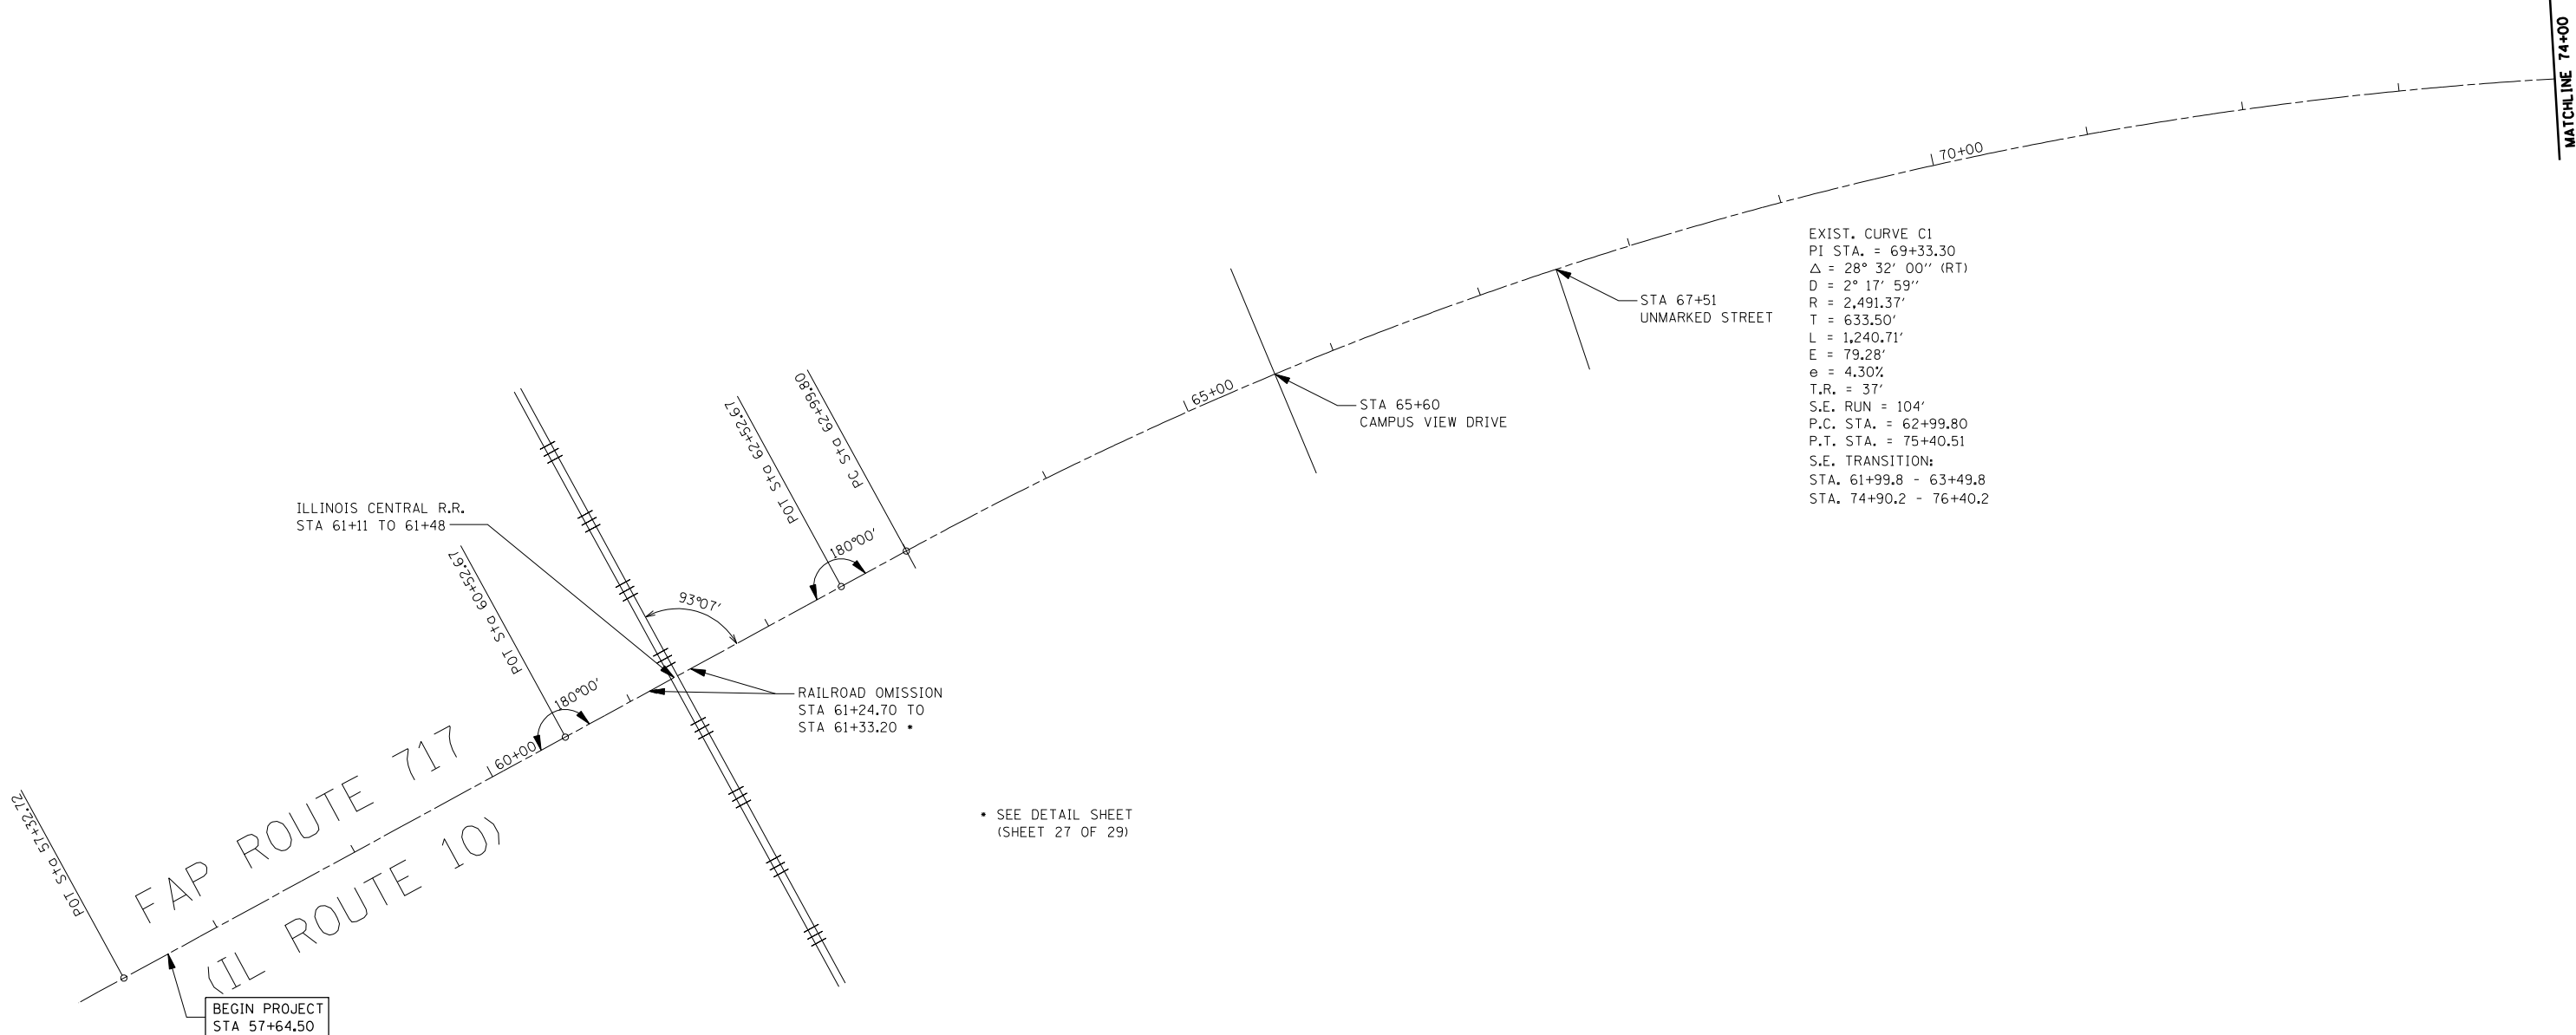 MATCHLINE 74+00
70+00
EXIST. CURVE C1
PI STA. = 69+33.30
Δ = 28° 32' 00'' (RT)
D = 2° 17' 59''
R = 2,491.37'
T = 633.50'
L = 1,240.71'
E = 79.28'
e = 4.30%
T.R. = 37'
S.E. RUN = 104'
P.C. STA. = 62+99.80
P.T. STA. = 75+40.51
S.E. TRANSITION:
STA. 61+99.8 - 63+49.8
STA. 74+90.2 - 76+40.2
STA 67+51
UNMARKED STREET
65+00
STA 65+60
CAMPUS VIEW DRIVE
PC Sta 62+99.80
POT Sta 62+52.67
180°00'
ILLINOIS CENTRAL R.R.
STA 61+11 TO 61+48
93°07'
POT Sta 60+52.67
180°00'
RAILROAD OMISSION
STA 61+24.70 TO
STA 61+33.20 *
60+00
FAP ROUTE 717
(IL ROUTE 10)
* SEE DETAIL SHEET
(SHEET 27 OF 29)
POT Sta 57+32.72
BEGIN PROJECT
STA 57+64.50